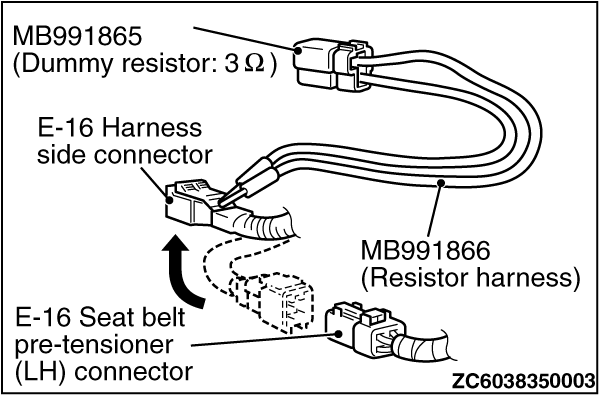 MB991865
(Dummy resistor: 3 Ω )
E-16 Harness
side connector
MB991866
(Resistor harness)
E-16 Seat belt
pre-tensioner
(LH) connector
ZC6038350003